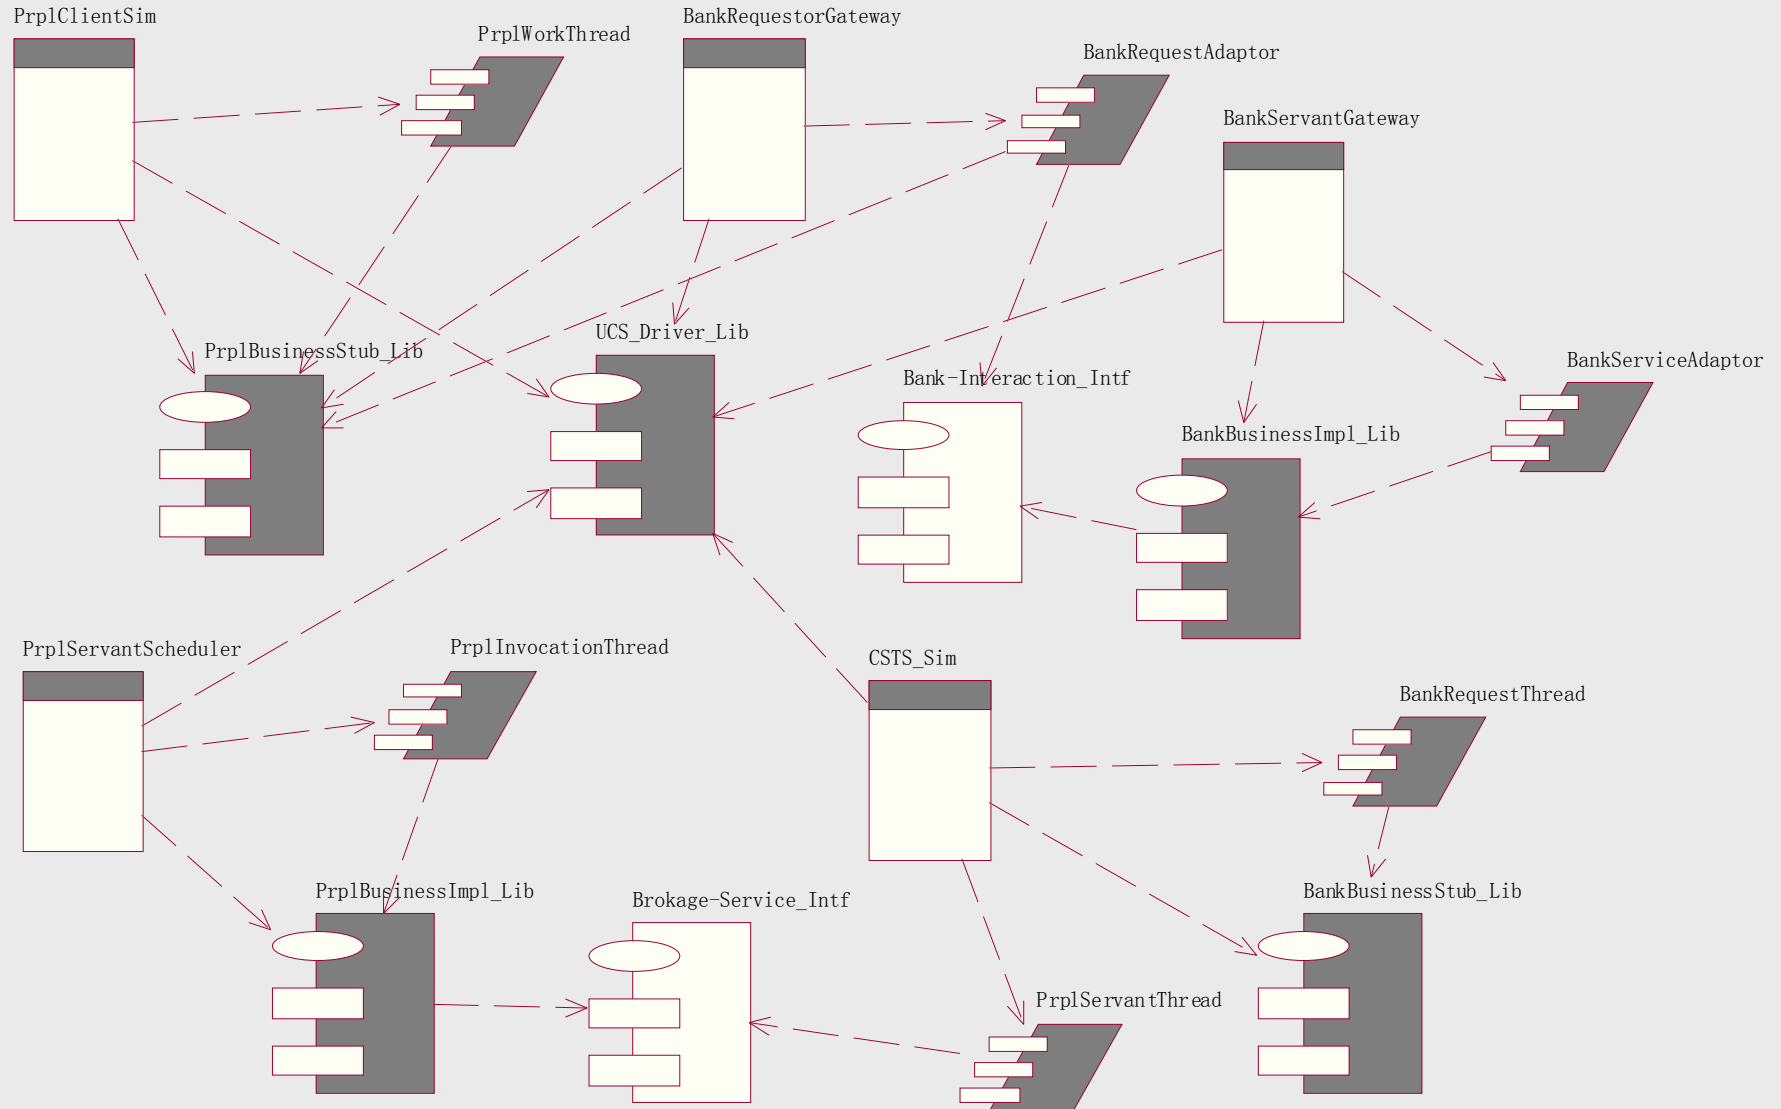 PrplClientSim
BankRequestorGateway
PrplWorkThread
BankRequestAdaptor
BankServantGateway
UCS_Driver_Lib
PrplBusinessStub_Lib
BankServiceAdaptor
Bank-Interaction_Intf
BankBusinessImpl_Lib
PrplServantScheduler
PrplInvocationThread
CSTS_Sim
BankRequestThread
PrplBusinessImpl_Lib
BankBusinessStub_Lib
Brokage-Service_Intf
PrplServantThread